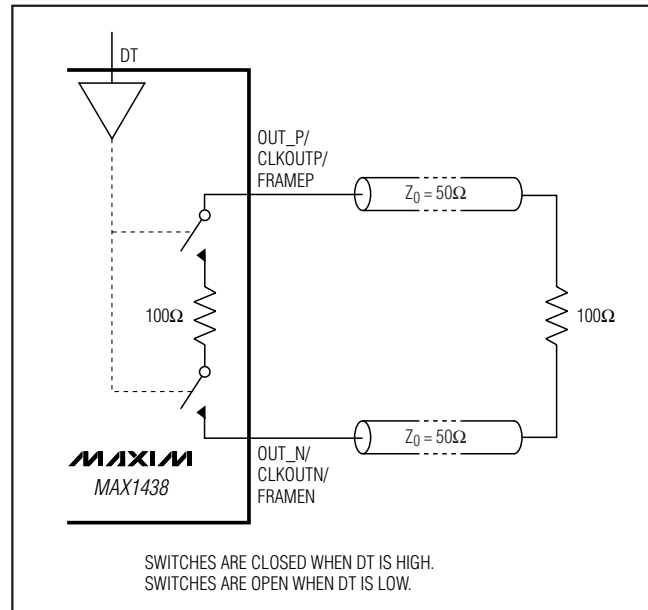 DT
OUT_P/
CLKOUTP/
FRAMEP
Z0 = 50Ω
100Ω
100Ω
Z0 = 50Ω
OUT_N/
CLKOUTN/
FRAMEN
MAXIM
MAX1438
SWITCHES ARE CLOSED WHEN DT IS HIGH.
SWITCHES ARE OPEN WHEN DT IS LOW.